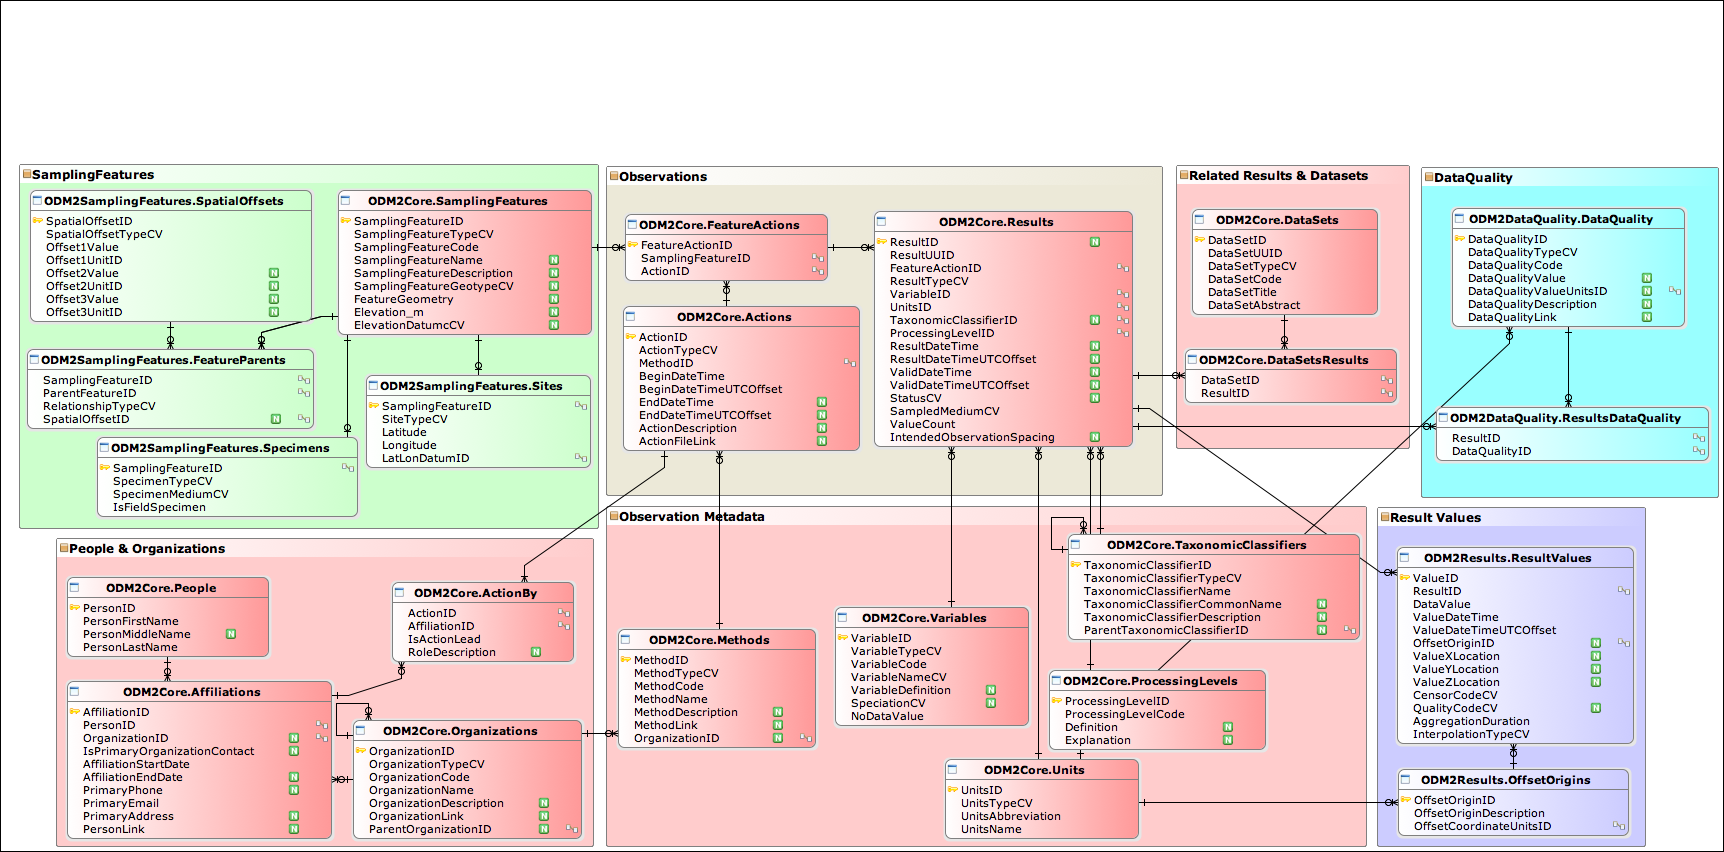 SamplingFeatures
ODM2SamplingFeatures.SpatialOffsets
SpatialOffsetID
SpatialOffsetTypeCV
Offset1Value
Offset1UnitID
Offset2Value N
Offset2UnitID N
Offset3Value N
Offset3UnitID N
ODM2Core.SamplingFeatures
SamplingFeatureID
SamplingFeatureTypeCV
SamplingFeatureCode
SamplingFeatureName N
SamplingFeatureDescription N
SamplingFeatureGeotypeCV N
FeatureGeometry N
Elevation_m N
ElevationDatumcCV N
ODM2SamplingFeatures.FeatureParents
SamplingFeatureID
ParentFeatureID
RelationshipTypeCV
SpatialOffsetID N
ODM2SamplingFeatures.Sites
SamplingFeatureID
SiteTypeCV
Latitude
Longitude
LatLonDatumID
ODM2SamplingFeatures.Specimens
SamplingFeatureID
SpecimenTypeCV
SpecimenMediumCV
IsFieldSpecimen
Observations
ODM2Core.FeatureActions
FeatureActionID
SamplingFeatureID
ActionID
ODM2Core.Actions
ActionID
ActionTypeCV
MethodID
BeginDateTime
BeginDateTimeUTCOffset
EndDateTime N
EndDateTimeUTCOffset N
ActionDescription N
ActionFileLink N
ODM2Core.Results
ResultID N
ResultUUID
FeatureActionID
ResultTypeCV
VariableID
UnitsID
TaxonomicClassifierID N
ProcessingLevelID
ResultDateTime N
ResultDateTimeUTCOffset N
ValidDateTime N
ValidDateTimeUTCOffset N
StatusCV N
SampledMediumCV
ValueCount
IntendedObservationSpacing N
Related Results & Datasets
ODM2Core.DataSets
DataSetID
DataSetUUID
DataSetTypeCV
DataSetCode
DataSetTitle
DataSetAbstract
ODM2Core.DataSetsResults
DataSetID
ResultID
DataQuality
ODM2DataQuality.DataQuality
DataQualityID
DataQualityTypeCV
DataQualityCode
DataQualityValue N
DataQualityValueUnitsID N
DataQualityDescription N
DataQualityLink N
ODM2DataQuality.ResultsDataQuality
ResultID
DataQualityID
People & Organizations
ODM2Core.People
PersonID
PersonFirstName
PersonMiddleName N
PersonLastName
ODM2Core.ActionBy
ActionID
AffiliationID
IsActionLead
RoleDescription N
ODM2Core.Affiliations
AffiliationID
PersonID
OrganizationID N
IsPrimaryOrganizationContact N
AffiliationStartDate
AffiliationEndDate N
PrimaryPhone N
PrimaryEmail
PrimaryAddress N
PersonLink N
ODM2Core.Organizations
OrganizationID
OrganizationTypeCV
OrganizationCode
OrganizationName
OrganizationDescription N
OrganizationLink N
ParentOrganizationID N
Observation Metadata
ODM2Core.Methods
MethodID
MethodTypeCV
MethodCode
MethodName
MethodDescription N
MethodLink N
OrganizationID N
ODM2Core.Variables
VariableID
VariableTypeCV
VariableCode
VariableNameCV
VariableDefinition N
SpeciationCV N
NoDataValue
ODM2Core.TaxonomicClassifiers
TaxonomicClassifierID
TaxonomicClassifierTypeCV
TaxonomicClassifierName
TaxonomicClassifierCommonName N
TaxonomicClassifierDescription N
ParentTaxonomicClassifierID N
ODM2Core.ProcessingLevels
ProcessingLevelID
ProcessingLevelCode
Definition N
Explanation N
ODM2Core.Units
UnitsID
UnitsTypeCV
UnitsAbbreviation
UnitsName
Result Values
ODM2Results.ResultValues
ValueID
ResultID
DataValue
ValueDateTime
ValueDateTimeUTCOffset
OffsetOriginID N
ValueXLocation N
ValueYLocation N
ValueZLocation N
CensorCodeCV
QualityCodeCV N
AggregationDuration
InterpolationTypeCV
ODM2Results.OffsetOrigins
OffsetOriginID
OffsetOriginDescription
OffsetCoordinateUnitsID